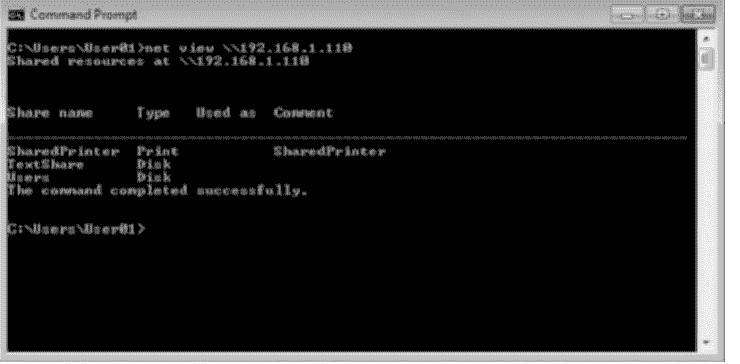 Command Prompt
C:\Users\User01>net view \\192.168.1.110
Shared resources at \\192.168.1.110
Share name Type Used as Comment
SharedPrinter Print SharedPrinter
TextShare Disk
Users Disk
The command completed successfully.
C:\Users\User01>